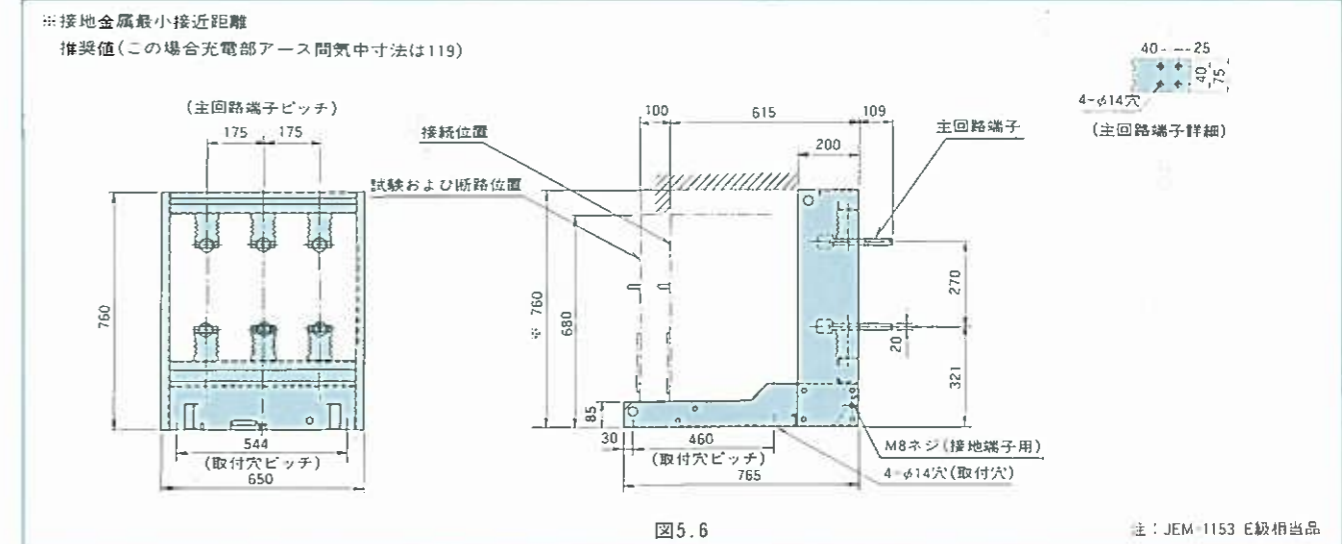 ※接地金属最小接近距離
推奨値(この場合充電部アース間気中寸法は119)
40 25
40
75
4-φ14穴
(主回路端子詳細)
(主回路端子ピッチ)
175 175
760
544
(取付穴ピッチ)
650
接続位置
試験および断路位置
100 615 109
200
主回路端子
※ 760
680
270
20
321
85
30 460
(取付穴ピッチ)
765
M8ネジ(接地端子用)
4-φ14穴(取付穴)
図5.6
注：JEM-1153 E級相当品